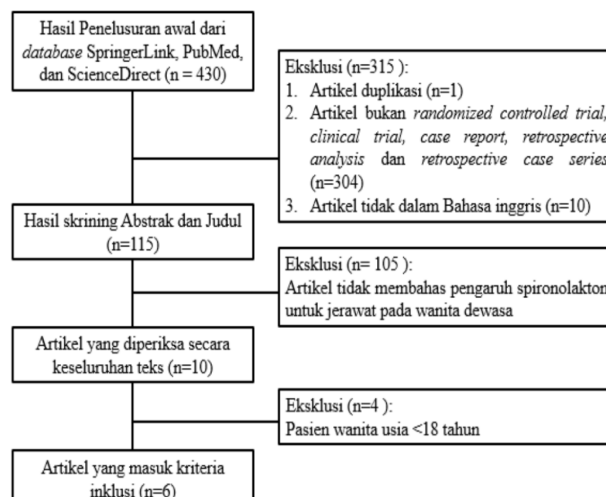 Hasil Penelusuran awal dari
database SpringerLink, PubMed,
dan ScienceDirect (n = 430)
Eksklusi (n=315 ):
1. Artikel duplikasi (n=1)
2. Artikel bukan randomized controlled trial,
clinical trial, case report, retrospective
analysis dan retrospective case series
(n=304)
3. Artikel tidak dalam Bahasa inggris (n=10)
Hasil skrining Abstrak dan Judul
(n=115)
Eksklusi (n= 105 ):
Artikel tidak membahas pengaruh spironolakton
untuk jerawat pada wanita dewasa
Artikel yang diperiksa secara
keseluruhan teks (n=10)
Eksklusi (n=4 ):
Pasien wanita usia <18 tahun
Artikel yang masuk kriteria
inklusi (n=6)